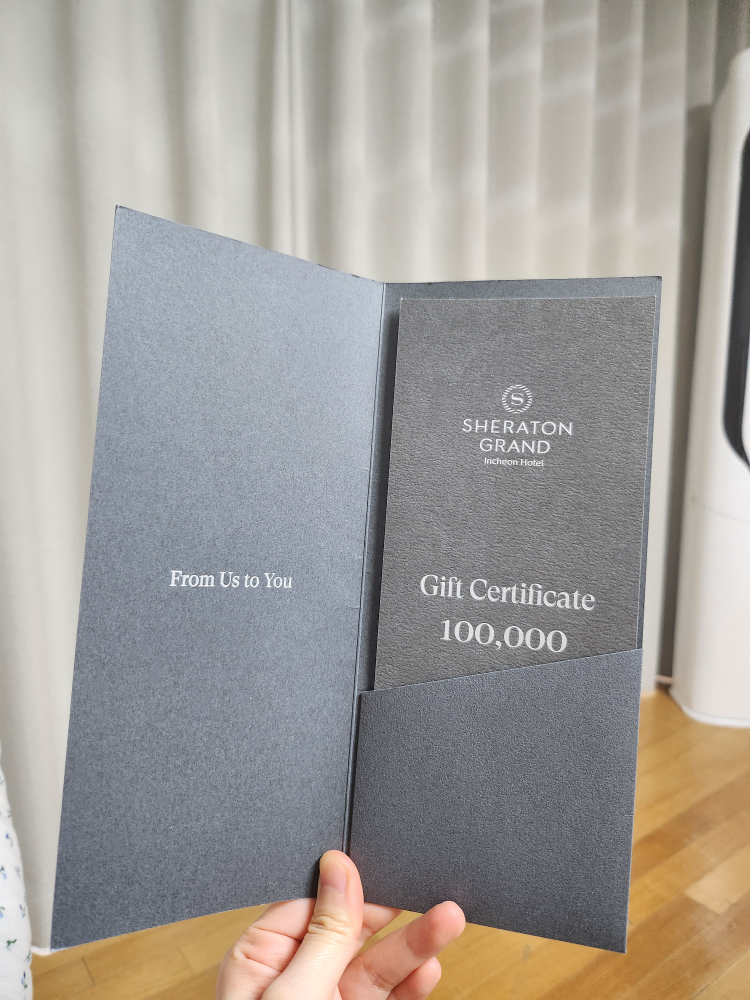 From Us to You
S
SHERATON
GRAND
Incheon Hotel
Gift Certificate
100,000